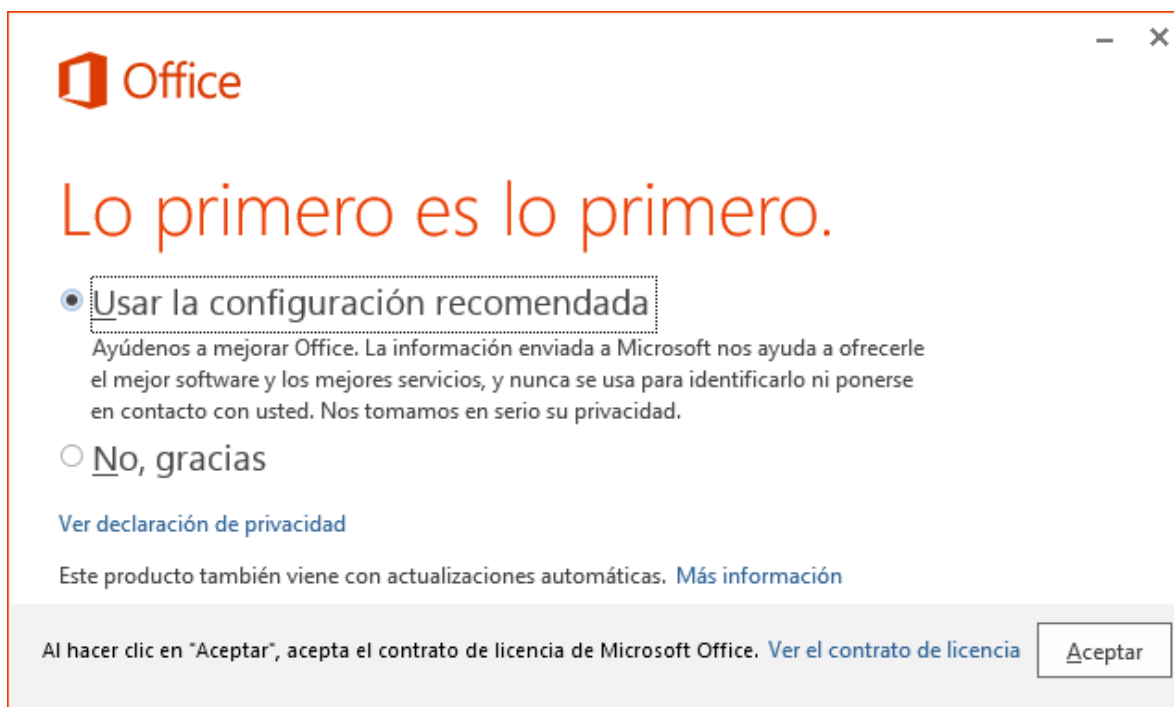 Office
Lo primero es lo primero.
Usar la configuración recomendada
Ayúdenos a mejorar Office. La información enviada a Microsoft nos ayuda a ofrecerle
el mejor software y los mejores servicios, y nunca se usa para identificarlo ni ponerse
en contacto con usted. Nos tomamos en serio su privacidad.
No, gracias
Ver declaración de privacidad
Este producto también viene con actualizaciones automáticas. Más información
Al hacer clic en "Aceptar", acepta el contrato de licencia de Microsoft Office. Ver el contrato de licencia Aceptar